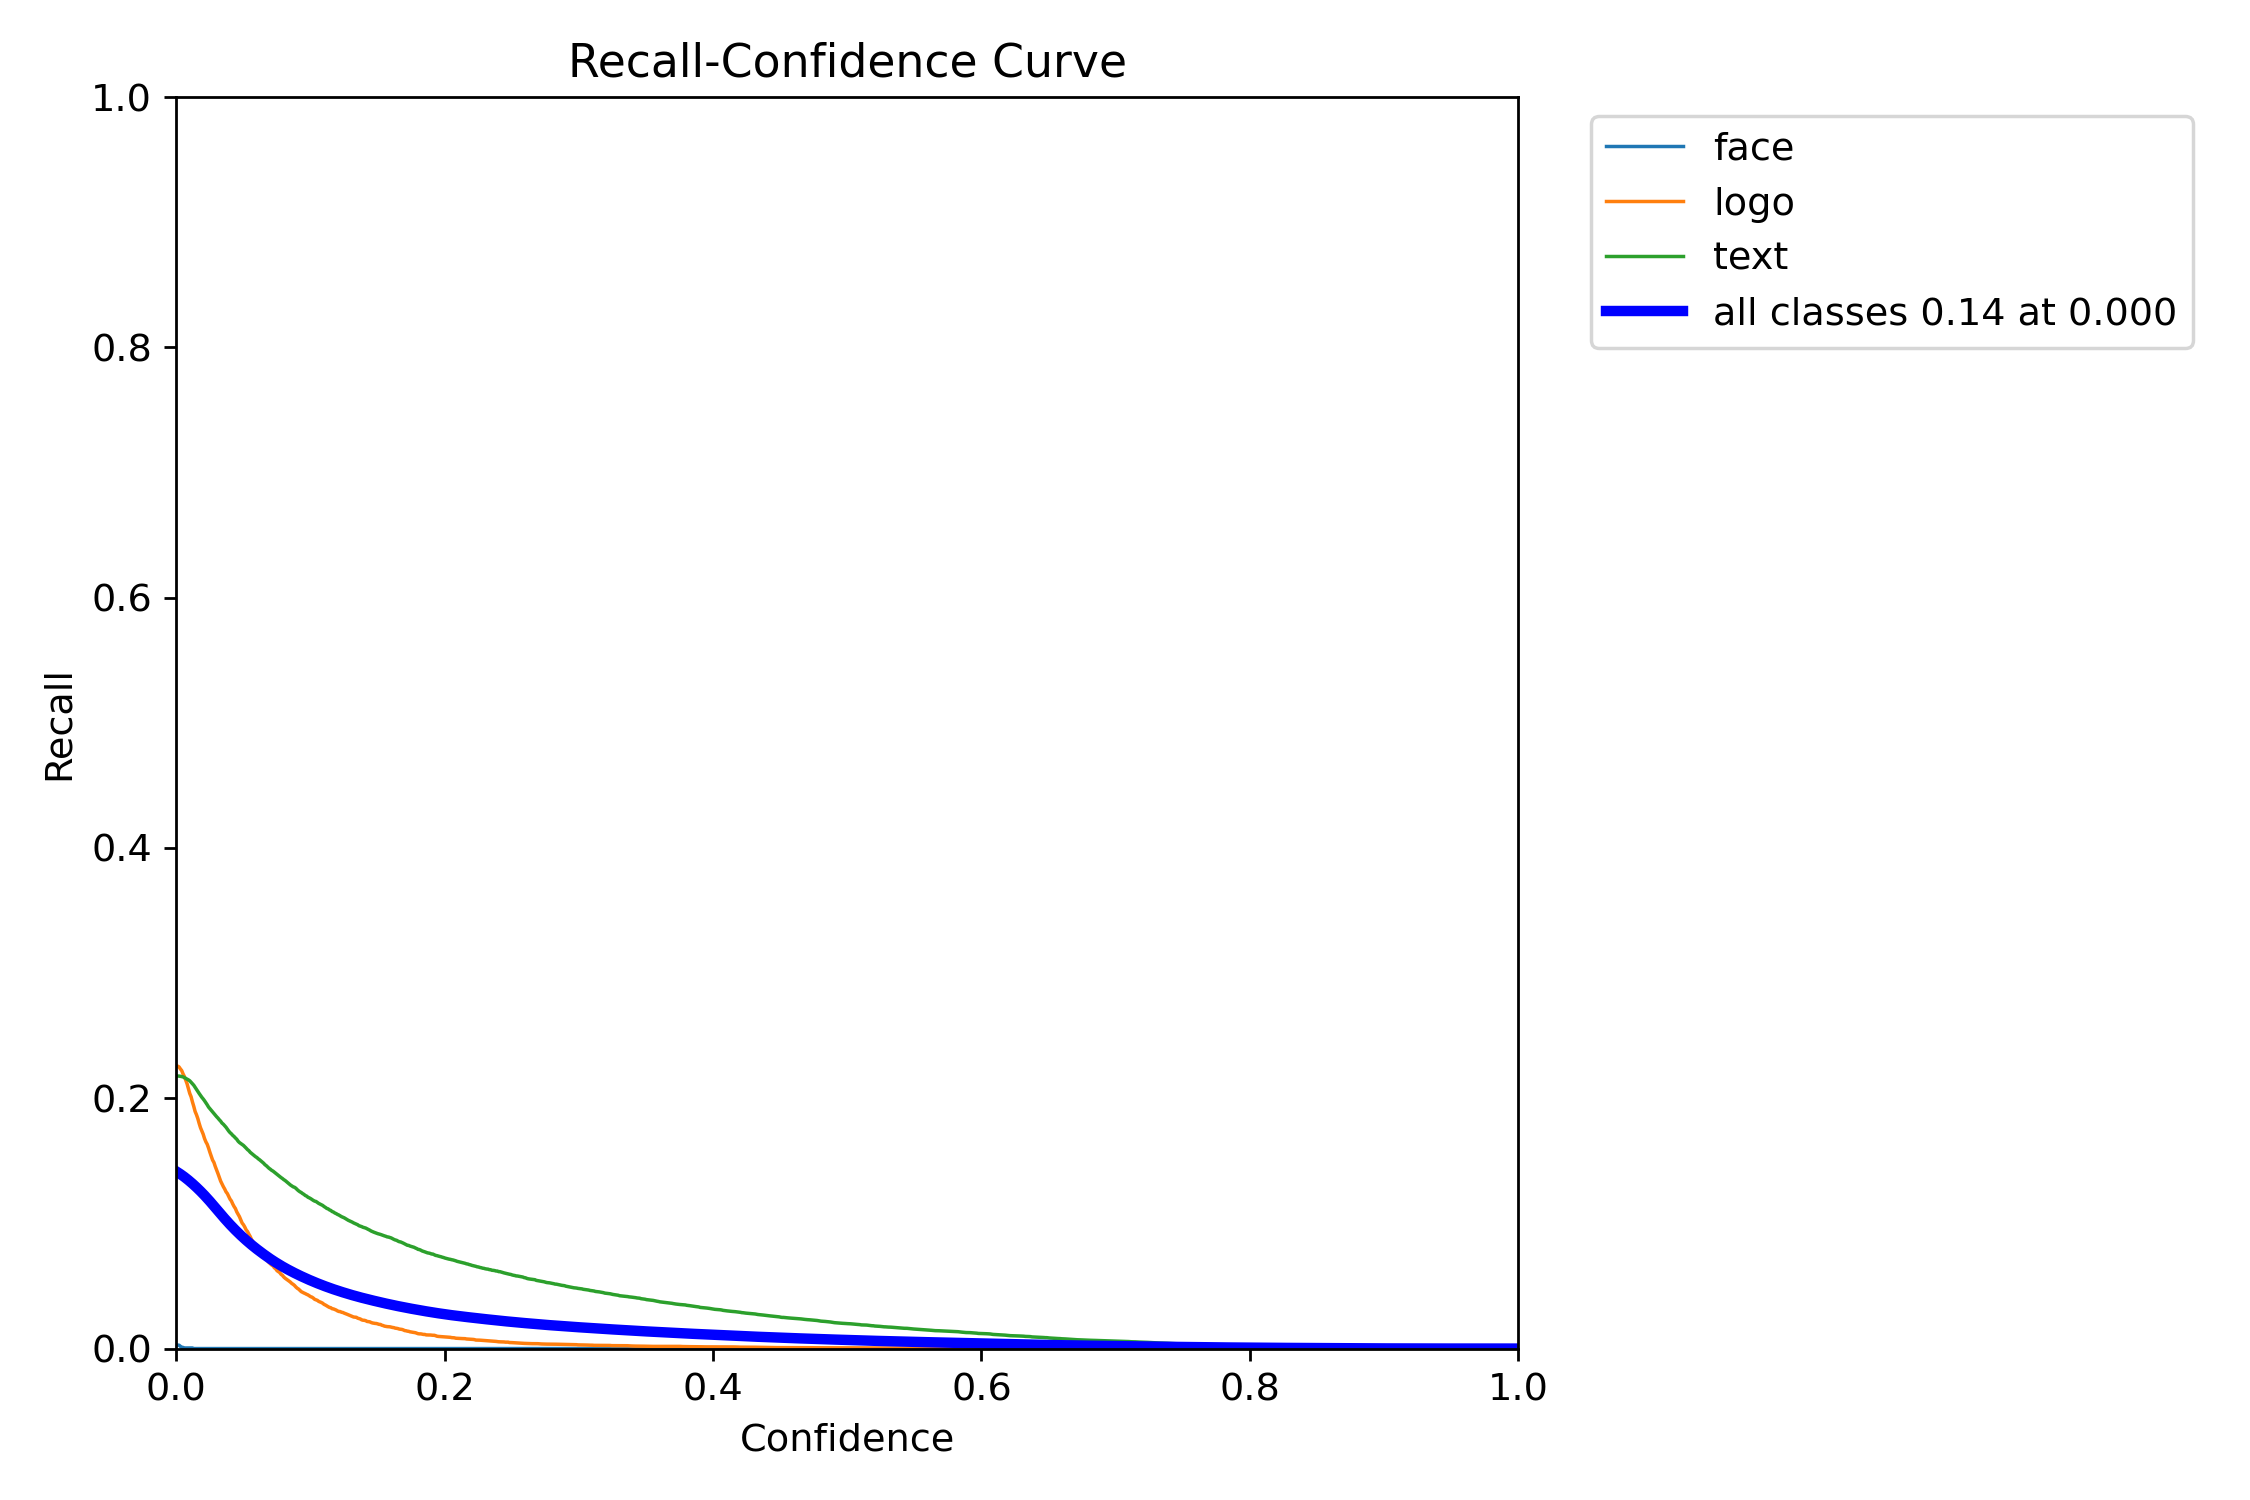 Recall-Confidence Curve
1.0
0.8
0.6
0.4
0.2
0.0
Recall
0.0 0.2 0.4 0.6 0.8 1.0
Confidence
face
logo
text
all classes 0.14 at 0.000